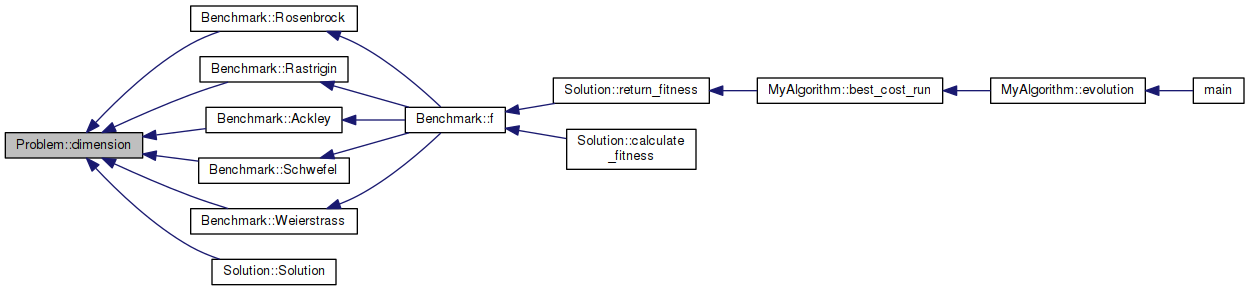 Problem::dimension
Benchmark::Rosenbrock
Benchmark::Rastrigin
Benchmark::Ackley
Benchmark::Schwefel
Benchmark::Weierstrass
Solution::Solution
Benchmark::f
Solution::return_fitness
Solution::calculate
_fitness
MyAlgorithm::best_cost_run
MyAlgorithm::evolution
main